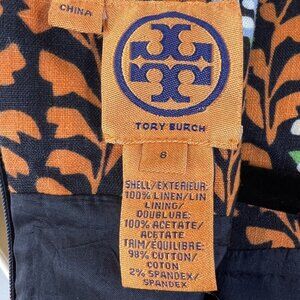 CHINA
TORY BURCH
8
SHELL/EXTERIEUR:
100% LINEN/LIN
LINING/
DOUBLURE:
100% ACETATE/
ACETATE
TRIM/ÉQUILIBRE:
98% COTTON/
COTON
2% SPANDEX/
SPANDEX